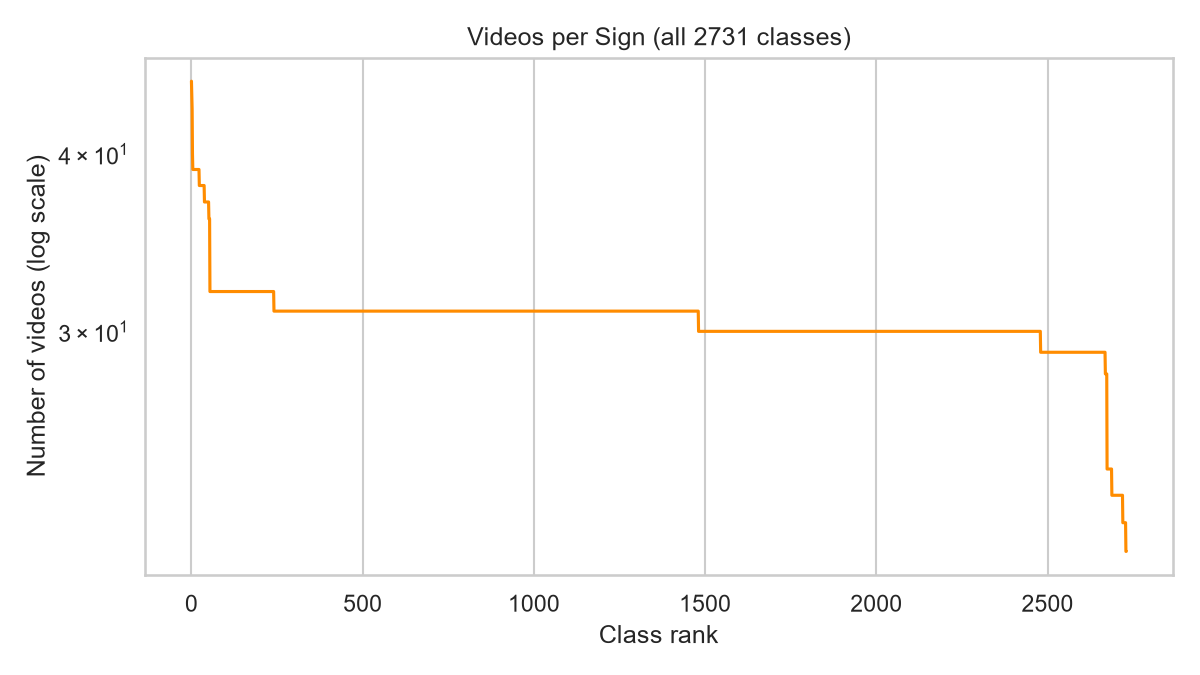 Videos per Sign (all 2731 classes)
Number of videos (log scale)
4 × 10¹
3 × 10¹
0 500 1000 1500 2000 2500
Class rank